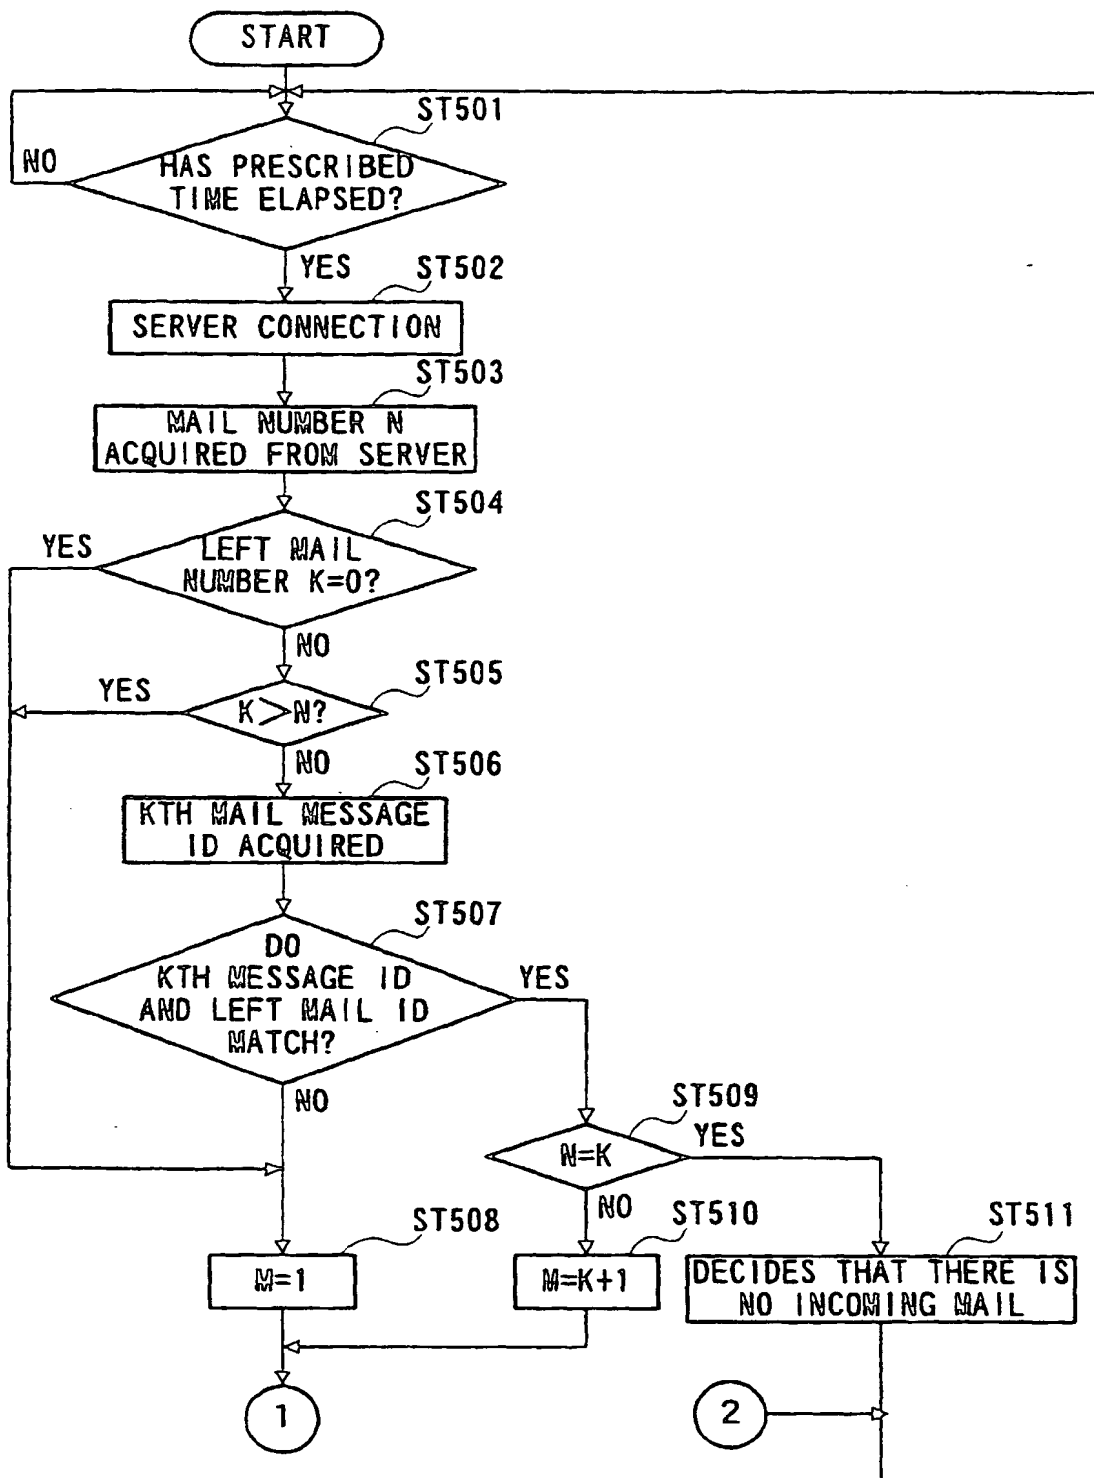 START
ST501
NO
HAS PRESCRIBED
TIME ELAPSED?
YES
ST502
SERVER CONNECTION
ST503
MAIL NUMBER N
ACQUIRED FROM SERVER
ST504
YES
LEFT MAIL
NUMBER K=0?
NO
ST505
YES
K>N?
NO
ST506
KTH MAIL MESSAGE
ID ACQUIRED
ST507
DO
KTH MESSAGE ID
AND LEFT MAIL ID
MATCH?
YES
NO
ST509
N=K
YES
NO
ST508
M=1
ST510
M=K+1
ST511
DECIDES THAT THERE IS
NO INCOMING MAIL
1
2